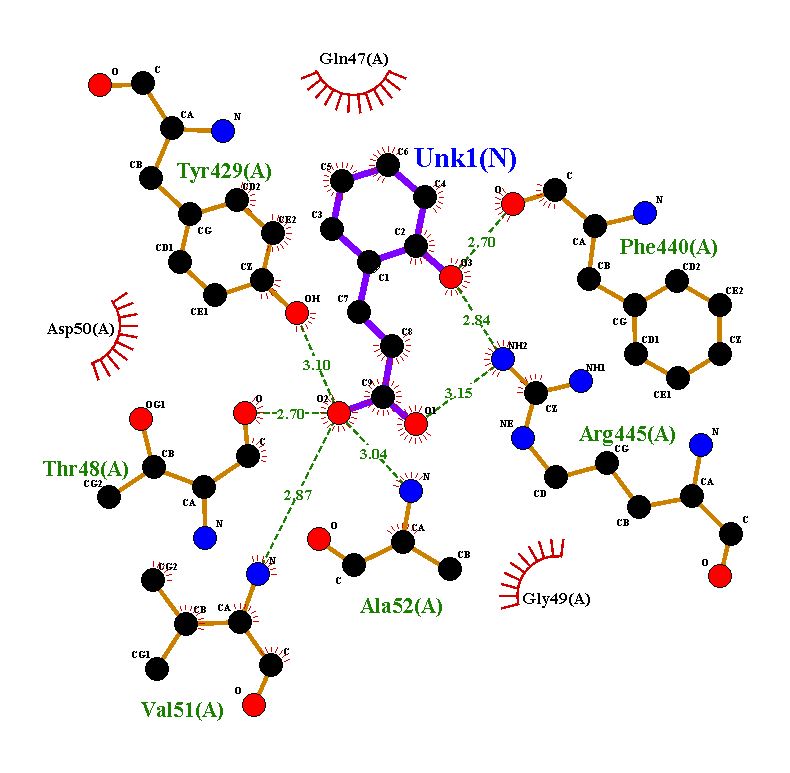 Gln47(A)
O
C
CA
N
CB
Tyr429(A)
CD2
CG
CE2
CD1
CZ
CE1
OH
C6
Unk1(N)
C5
C4
C3
C2
C1
O3
C7
C8
C9
O2
O1
O
C
N
CA
Phe440(A)
CB
CD2
CE2
CG
CD1
CZ
CE1
2.70
2.84
3.10
3.15
2.70
3.04
2.87
Asp50(A)
OG1
O
CB
C
Thr48(A)
CG2
CA
N
NH2
NH1
CZ
NE
Arg445(A)
N
CG
CD
CA
CB
C
O
N
O
CA
C
CB
Ala52(A)
Gly49(A)
N
CG2
CB
CA
CG1
C
O
Val51(A)